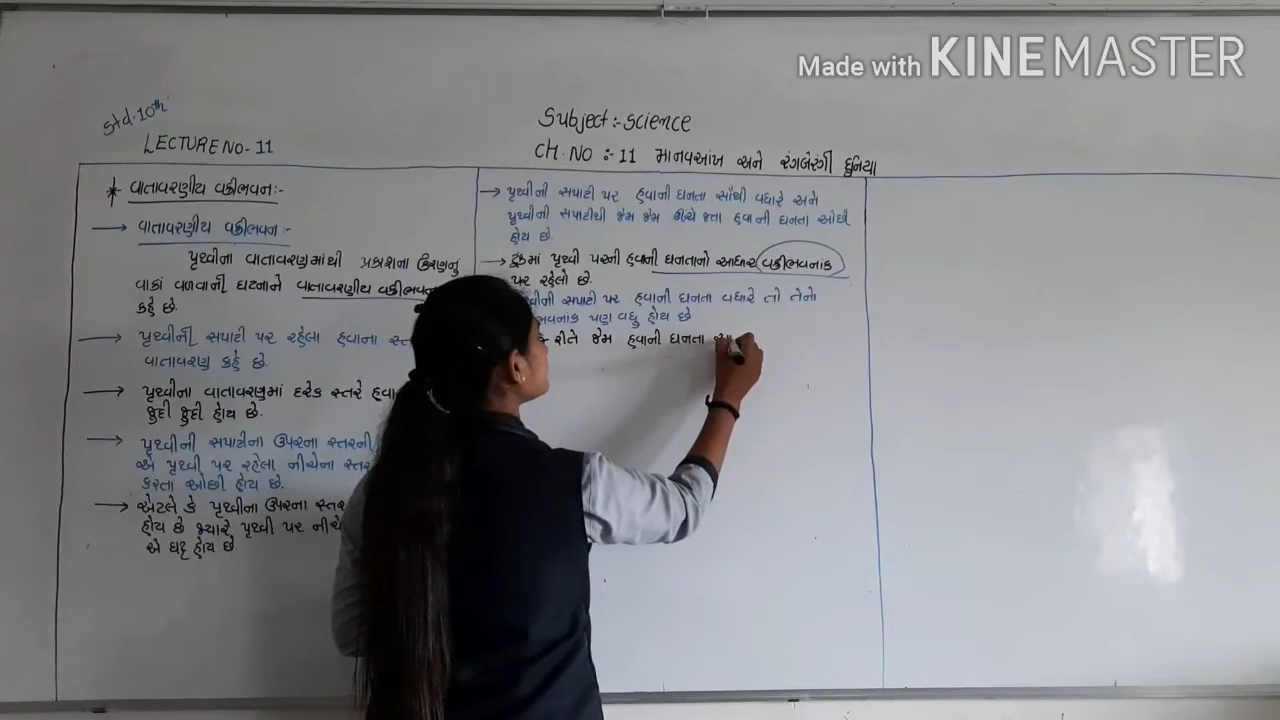 Made with KINEMASTER
Std. 10th
LECTURE NO - 11
Subject :- science
CH. NO :- 11 માનવઆંખ અને રંગબેરંગી દુનિયા
* વાતાવરણીય વક્રીભવન :-
→ વાતાવરણીય વક્રીભવન :-
પૃથ્વીના વાતાવરણમાંથી પ્રકાશના કિરણનુ
વાકાં વળવાની ઘટનાને વાતાવરણીય વક્રીભવન
કહે છે.
→ પૃથ્વીની સપાટી પર રહેલા હવાના
વાતાવરણ કહે છે.
→ પૃથ્વીના વાતાવરણમાં દરેક સ્તરે હવા
જુદી જુદી હોય છે.
→ પૃથ્વીની સપાટીના ઉપરના સ્તરની
એ પૃથ્વી પર રહેલા નીચેના સ્તર
કરતા ઓછી હોય છે.
→ એટલે કે પૃથ્વીના ઉપરના સ્તર
હોય છે જ્યારે પૃથ્વી પર નીચે
એ ઘટ્ટ હોય છે.
→ પૃથ્વીની સપાટી પર હવાની ઘનતા સૌથી વધારે અને
પૃથ્વીની સપાટીથી જેમ જેમ ઊંચે જતા હવાની ઘનતા ઓછી
હોય છે.
→ ટુંકમાં પૃથ્વી પરની હવાની ઘનતાનો આધાર વક્રીભવનાંક
પર રહેલો છે.
સપાટી પર હવાની ઘનતા વધારે તો તેનો
પણ વધુ હોય છે
રીતે જેમ હવાની ઘનતા